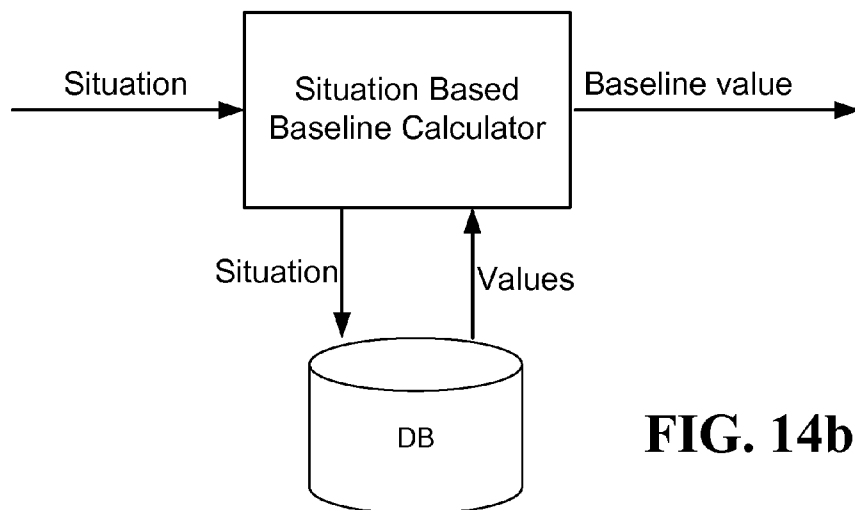 Situation
Situation Based
Baseline Calculator
Baseline value
Situation
Values
DB
FIG. 14b